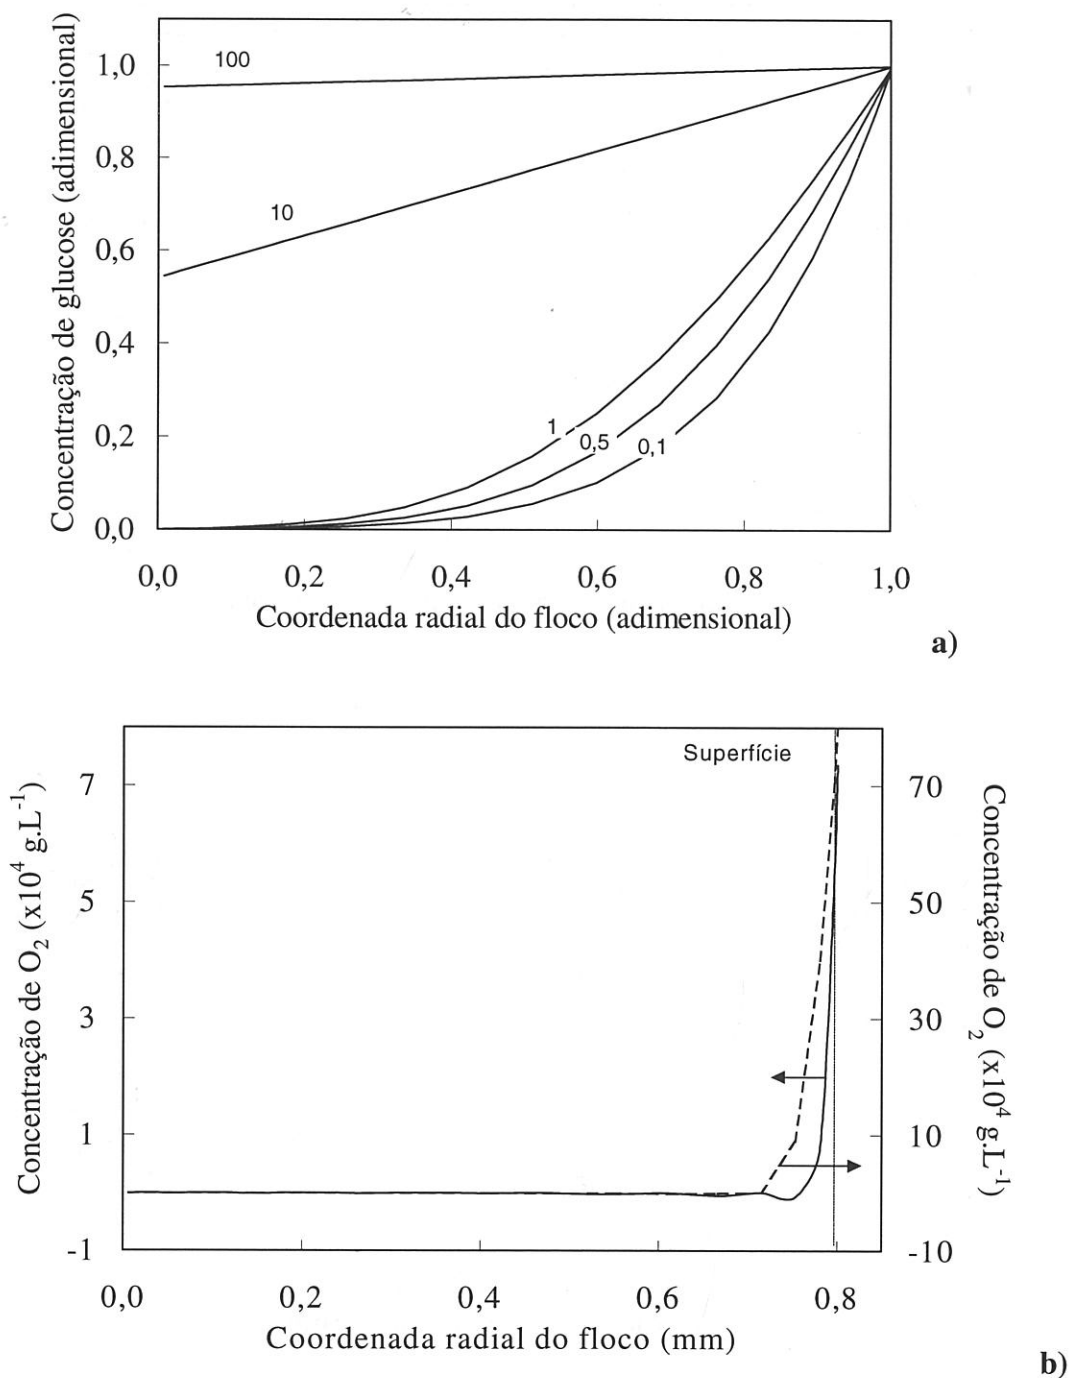 Concentração de glucose (adimensional)
1,0
0,8
0,6
0,4
0,2
0,0
100
10
1
0,5
0,1
0,0 0,2 0,4 0,6 0,8 1,0
Coordenada radial do floco (adimensional)
a)
Concentração de O2 (x10^4 g.L^-1)
7
5
3
1
-1
Superfície
70
50
30
10
-10
Concentração de O2 (x10^4 g.L^-1)
0,0 0,2 0,4 0,6 0,8
Coordenada radial do floco (mm)
b)